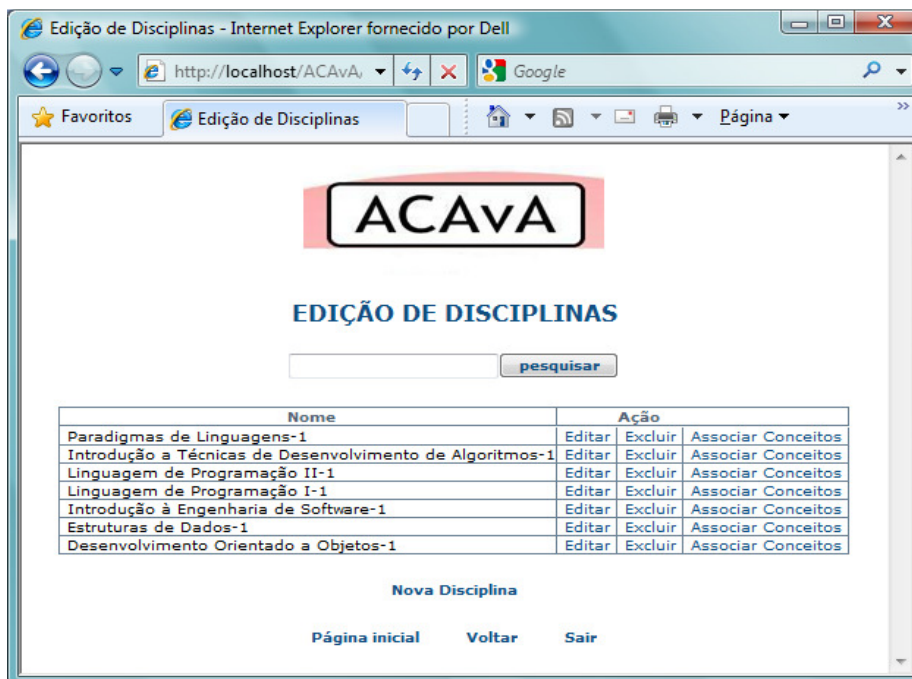 Edição de Disciplinas - Internet Explorer fornecido por Dell
http://localhost/ACAvA, Google
Favoritos Edição de Disciplinas Página »
ACAvA
EDIÇÃO DE DISCIPLINAS
pesquisar
Nome Ação
Paradigmas de Linguagens-1 Editar Excluir Associar Conceitos
Introdução a Técnicas de Desenvolvimento de Algoritmos-1 Editar Excluir Associar Conceitos
Linguagem de Programação II-1 Editar Excluir Associar Conceitos
Linguagem de Programação I-1 Editar Excluir Associar Conceitos
Introdução à Engenharia de Software-1 Editar Excluir Associar Conceitos
Estruturas de Dados-1 Editar Excluir Associar Conceitos
Desenvolvimento Orientado a Objetos-1 Editar Excluir Associar Conceitos
Nova Disciplina
Página inicial Voltar Sair